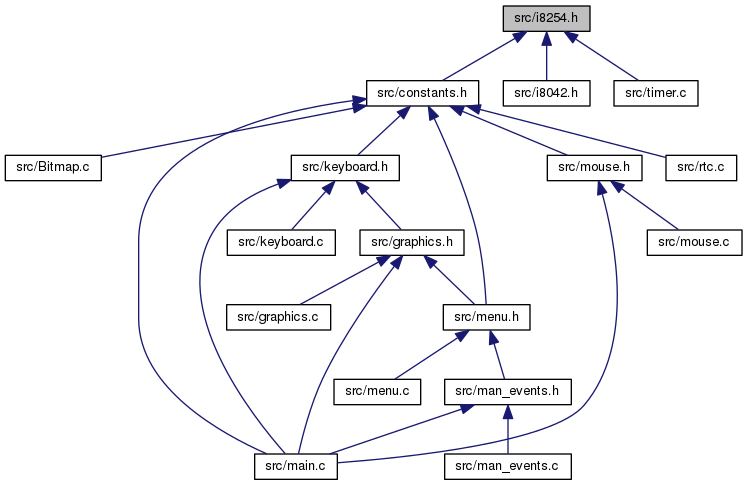 src/i8254.h
src/constants.h
src/i8042.h
src/timer.c
src/Bitmap.c
src/keyboard.h
src/mouse.h
src/rtc.c
src/keyboard.c
src/graphics.h
src/mouse.c
src/graphics.c
src/menu.h
src/menu.c
src/man_events.h
src/main.c
src/man_events.c